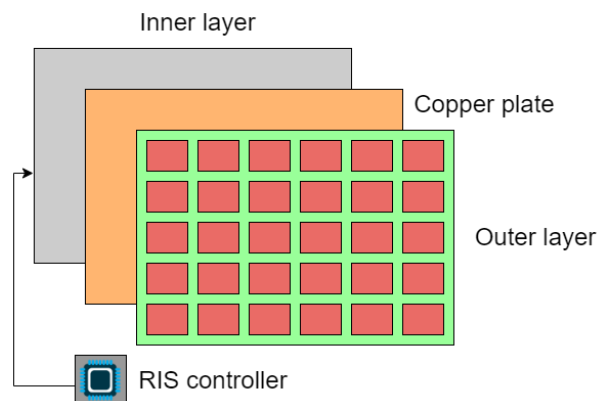 Inner layer
Copper plate
Outer layer
RIS controller